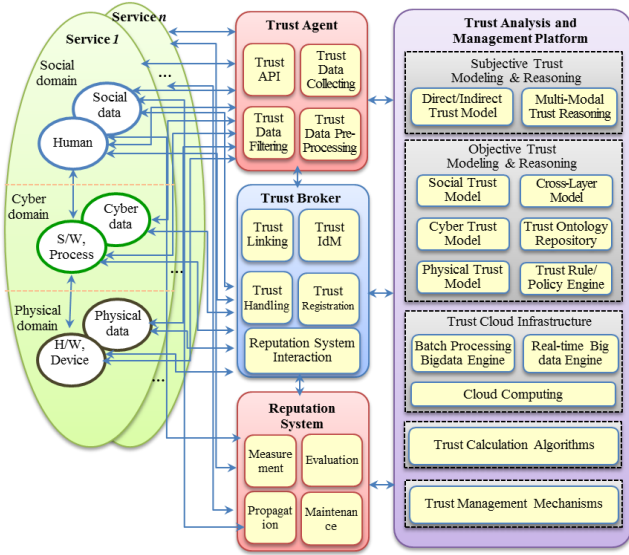 Service n
Service 1
Social
domain
Social
data
Human
...
...
Cyber
domain
Cyber
data
S/W,
Process
...
Physical
domain
Physical
data
H/W,
Device
...
Trust Agent
Trust
API
Trust
Data
Collecting
Trust
Data
Filtering
Trust
Data Pre-
Processing
Trust Broker
Trust
Linking
Trust
IdM
Trust
Handling
Trust
Registration
Reputation System
Interaction
Reputation
System
Measure
ment
Evaluation
Propagat
ion
Maintena
nce
Trust Analysis and
Management Platform
Subjective Trust
Modeling & Reasoning
Direct/Indirect
Trust Model
Multi-Modal
Trust Reasoning
Objective Trust
Modeling & Reasoning
Social Trust
Model
Cross-Layer
Model
Cyber Trust
Model
Trust Ontology
Repository
Physical Trust
Model
Trust Rule/
Policy Engine
Trust Cloud Infrastructure
Batch Processing
Bigdata Engine
Real-time Big
data Engine
Cloud Computing
Trust Calculation Algorithms
Trust Management Mechanisms